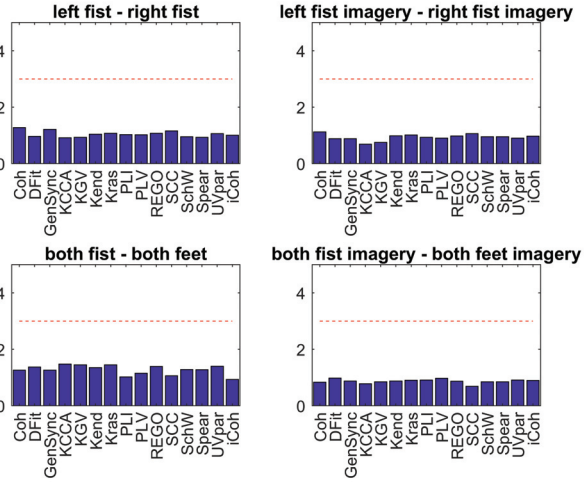 left fist - right fist
4
2
0
Coh
DFit
GenSync
KCCA
KGV
Kend
Kras
PLI
PLV
REGO
SCC
SchW
Spear
UVpar
iCoh
left fist imagery - right fist imagery
4
2
0
Coh
DFit
GenSync
KCCA
KGV
Kend
Kras
PLI
PLV
REGO
SCC
SchW
Spear
UVpar
iCoh
both fist - both feet
4
2
0
Coh
DFit
GenSync
KCCA
KGV
Kend
Kras
PLI
PLV
REGO
SCC
SchW
Spear
UVpar
iCoh
both fist imagery - both feet imagery
4
2
0
Coh
DFit
GenSync
KCCA
KGV
Kend
Kras
PLI
PLV
REGO
SCC
SchW
Spear
UVpar
iCoh